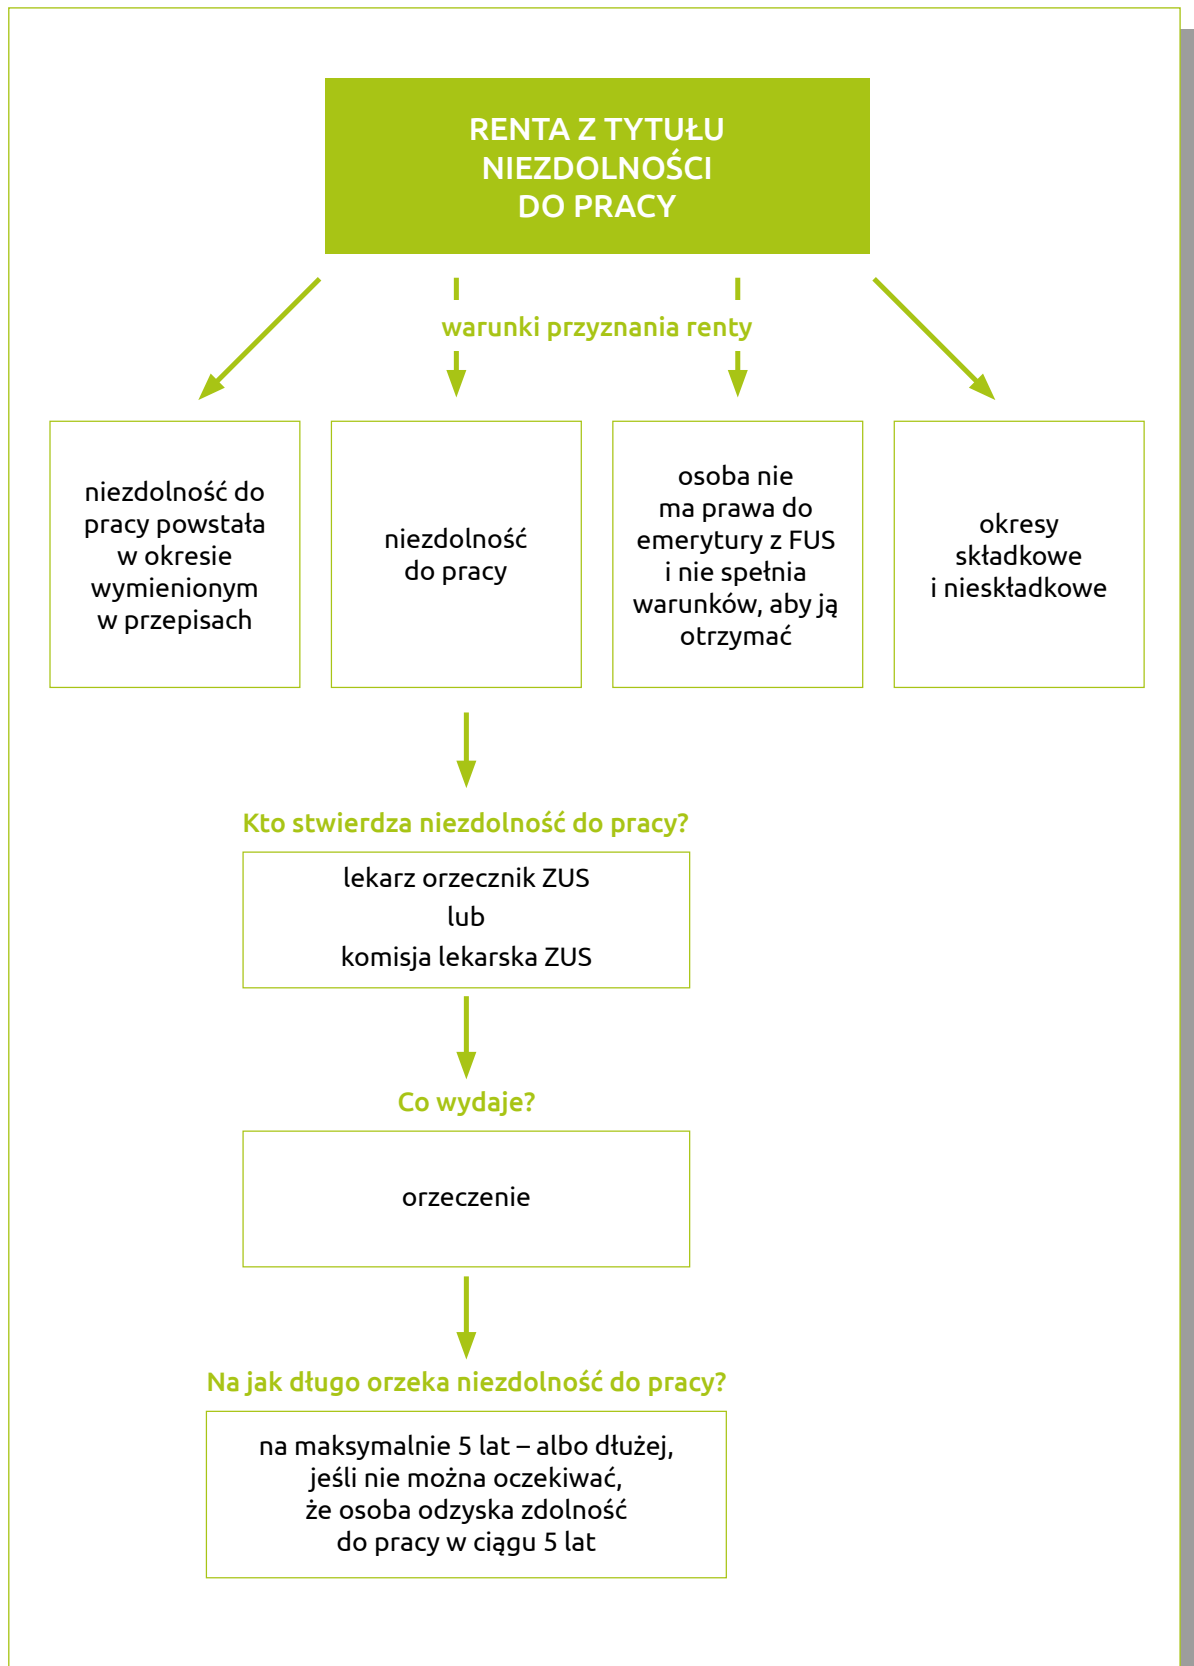 RENTA Z TYTUŁU
NIEZDOLNOŚCI
DO PRACY
warunki przyznania renty
niezdolność do
pracy powstała
w okresie
wymienionym
w przepisach
niezdolność
do pracy
osoba nie
ma prawa do
emerytury z FUS
i nie spełnia
warunków, aby ją
otrzymać
okresy
składkowe
i nieskładkowe
Kto stwierdza niezdolność do pracy?
lekarz orzecznik ZUS
lub
komisja lekarska ZUS
Co wydaje?
orzeczenie
Na jak długo orzeka niezdolność do pracy?
na maksymalnie 5 lat – albo dłużej,
jeśli nie można oczekiwać,
że osoba odzyska zdolność
do pracy w ciągu 5 lat